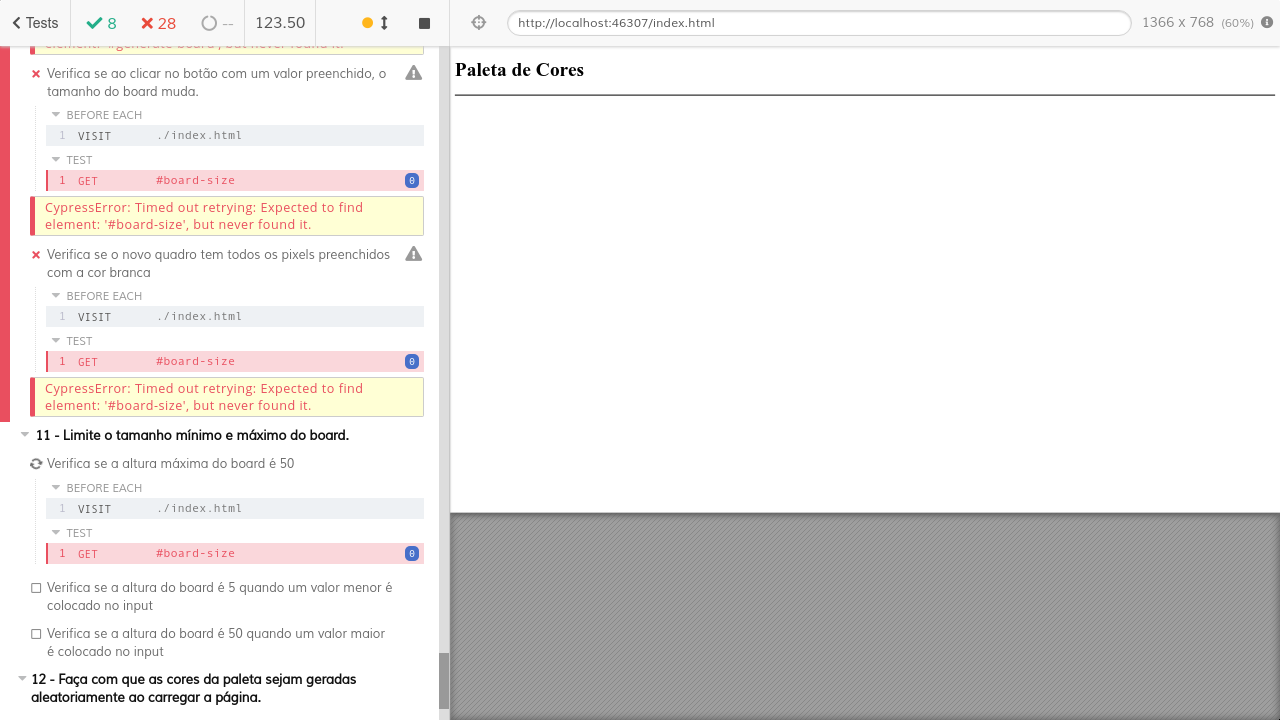 Tests
8
28
--
123.50
http://localhost:46307/index.html
1366 x 768 (60%)
element: '#generate-board', but never found it.
Verifica se ao clicar no botão com um valor preenchido, o
tamanho do board muda.
BEFORE EACH
1 VISIT ./index.html
TEST
1 GET #board-size 0
CypressError: Timed out retrying: Expected to find
element: '#board-size', but never found it.
Verifica se o novo quadro tem todos os pixels preenchidos
com a cor branca
BEFORE EACH
1 VISIT ./index.html
TEST
1 GET #board-size 0
CypressError: Timed out retrying: Expected to find
element: '#board-size', but never found it.
11 - Limite o tamanho mínimo e máximo do board.
Verifica se a altura máxima do board é 50
BEFORE EACH
1 VISIT ./index.html
TEST
1 GET #board-size 0
Verifica se a altura do board é 5 quando um valor menor é
colocado no input
Verifica se a altura do board é 50 quando um valor maior
é colocado no input
12 - Faça com que as cores da paleta sejam geradas
aleatoriamente ao carregar a página.
Paleta de Cores